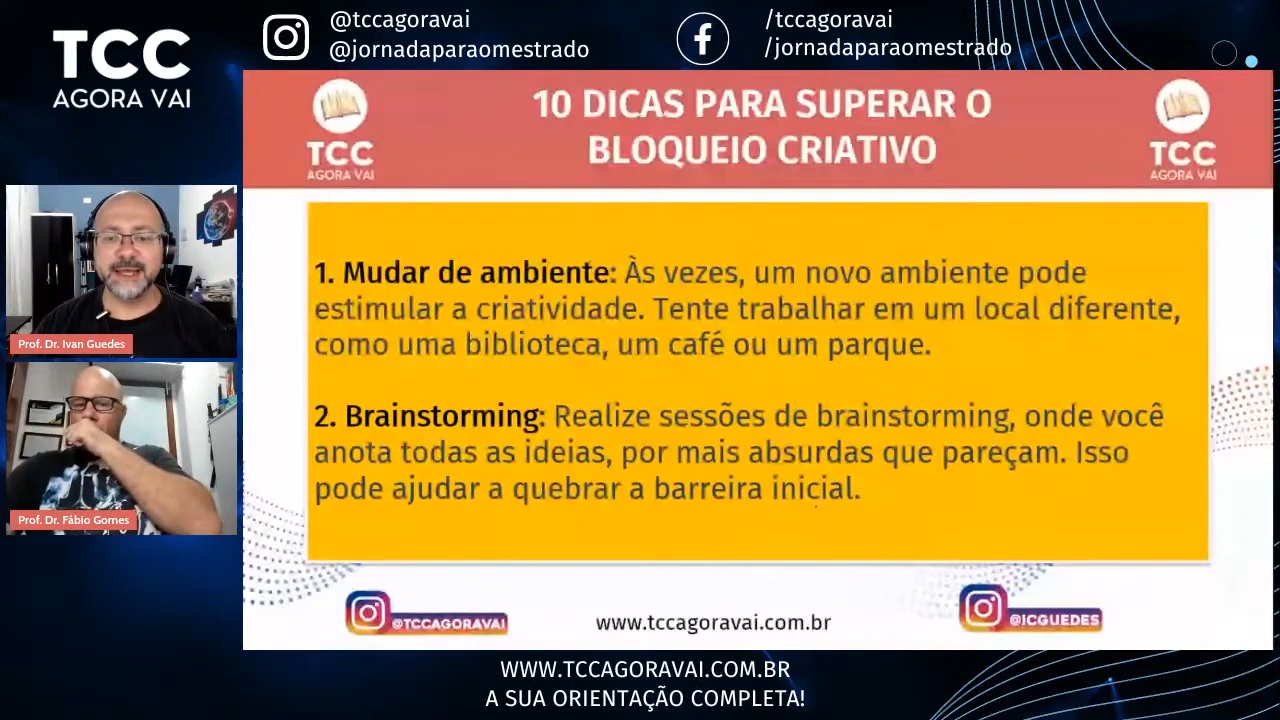 TCC
AGORA VAI
@tccagoravai
@jornadaparaomestrado
/tccagoravai
/jornadaparaomestrado
TCC
AGORA VAI
10 DICAS PARA SUPERAR O
BLOQUEIO CRIATIVO
TCC
AGORA VAI
Prof. Dr. Ivan Guedes
Prof. Dr. Fábio Gomes
1. Mudar de ambiente: Às vezes, um novo ambiente pode
estimular a criatividade. Tente trabalhar em um local diferente,
como uma biblioteca, um café ou um parque.
2. Brainstorming: Realize sessões de brainstorming, onde você
anota todas as ideias, por mais absurdas que pareçam. Isso
pode ajudar a quebrar a barreira inicial.
@TCCAGORAVAI
www.tccagoravai.com.br
@ICGUEDES
WWW.TCCAGORAVAI.COM.BR
A SUA ORIENTAÇÃO COMPLETA!